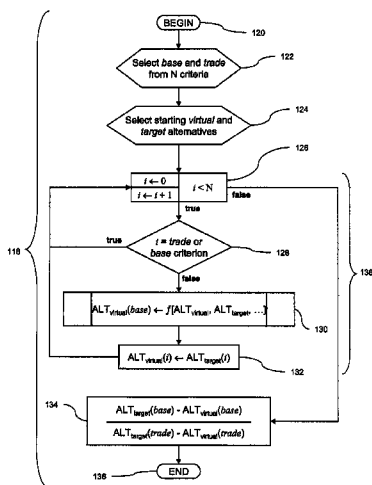 BEGIN
120
Select base and trade
from N criteria
122
Select starting virtual and
target alternatives
124
126
i ← 0
i ← i + 1
i < N
false
true
118
true
i = trade or
base criterion
128
138
false
ALTvirtual(base) ← f[ALTvirtual, ALTtarget, ...]
130
ALTvirtual(i) ← ALTtarget(i)
132
134
ALTtarget(base) - ALTvirtual(base)
ALTtarget(trade) - ALTvirtual(trade)
136
END